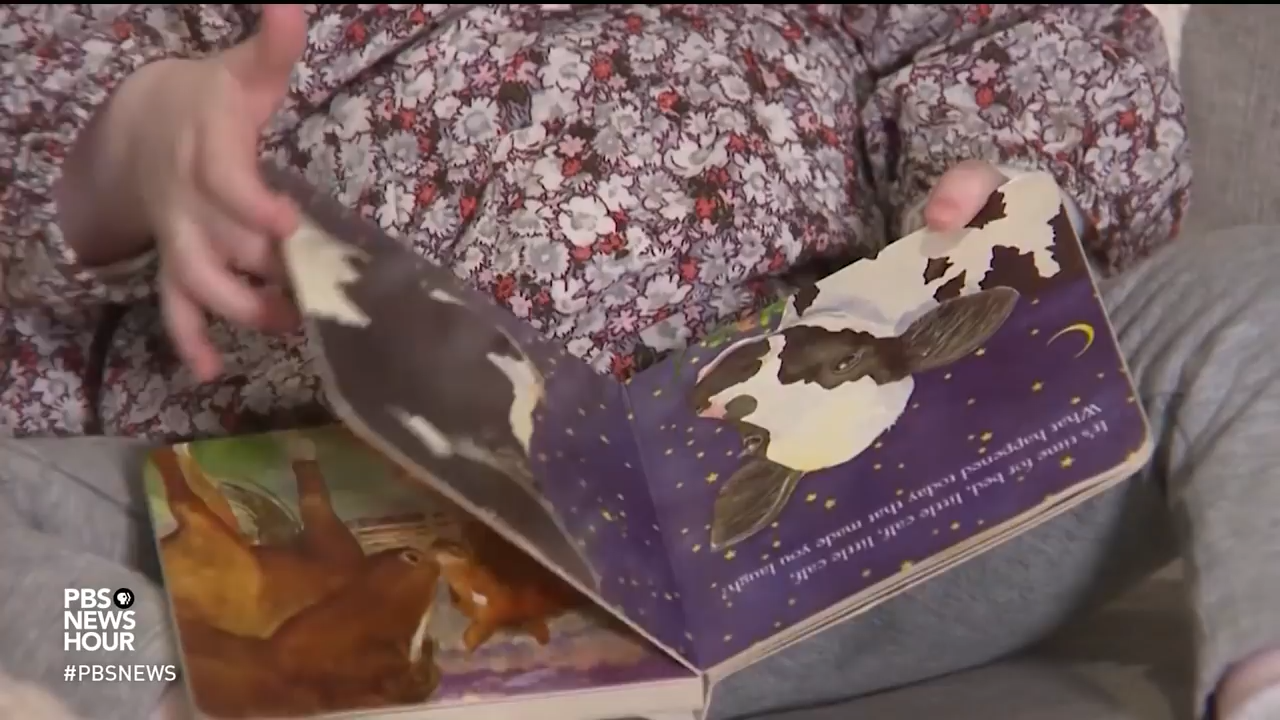 It's time for bed, little calf, little calf.
What happened today that made you laugh?
PBS
NEWS
HOUR
#PBSNEWS